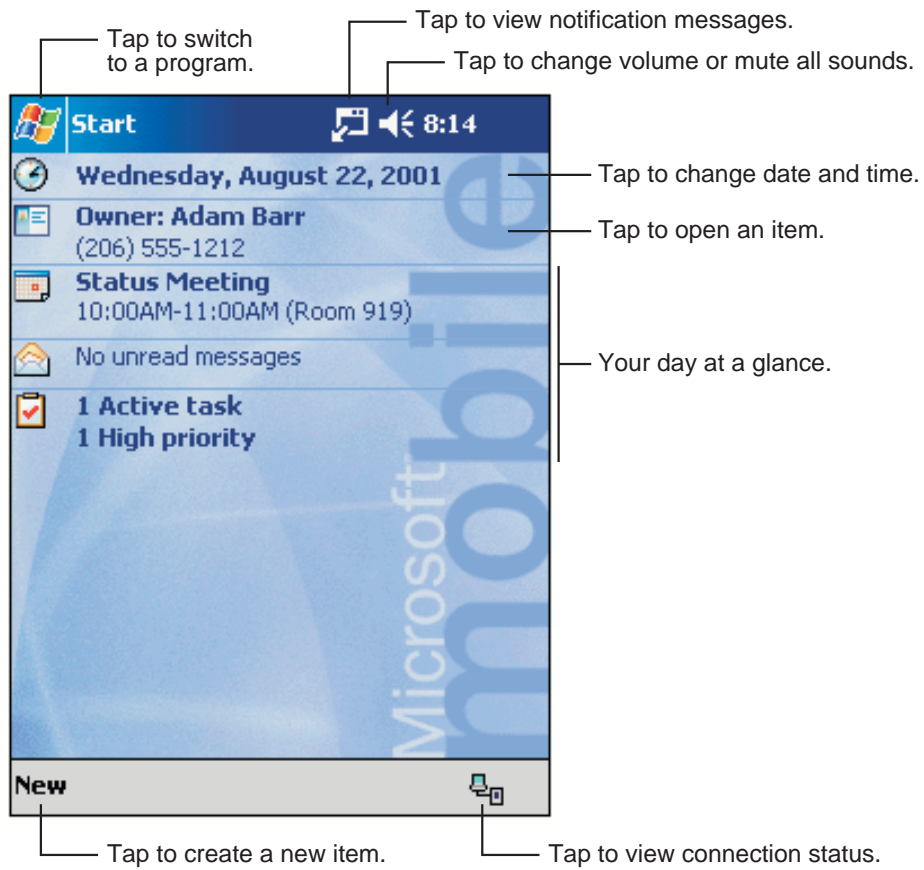 Tap to view notification messages.
Tap to switch
to a program.
Tap to change volume or mute all sounds.
Start
8:14
Wednesday, August 22, 2001
Tap to change date and time.
Owner: Adam Barr
(206) 555-1212
Tap to open an item.
Status Meeting
10:00AM-11:00AM (Room 919)
No unread messages
Your day at a glance.
1 Active task
1 High priority
Microsoft
mobile
New
Tap to create a new item.
Tap to view connection status.